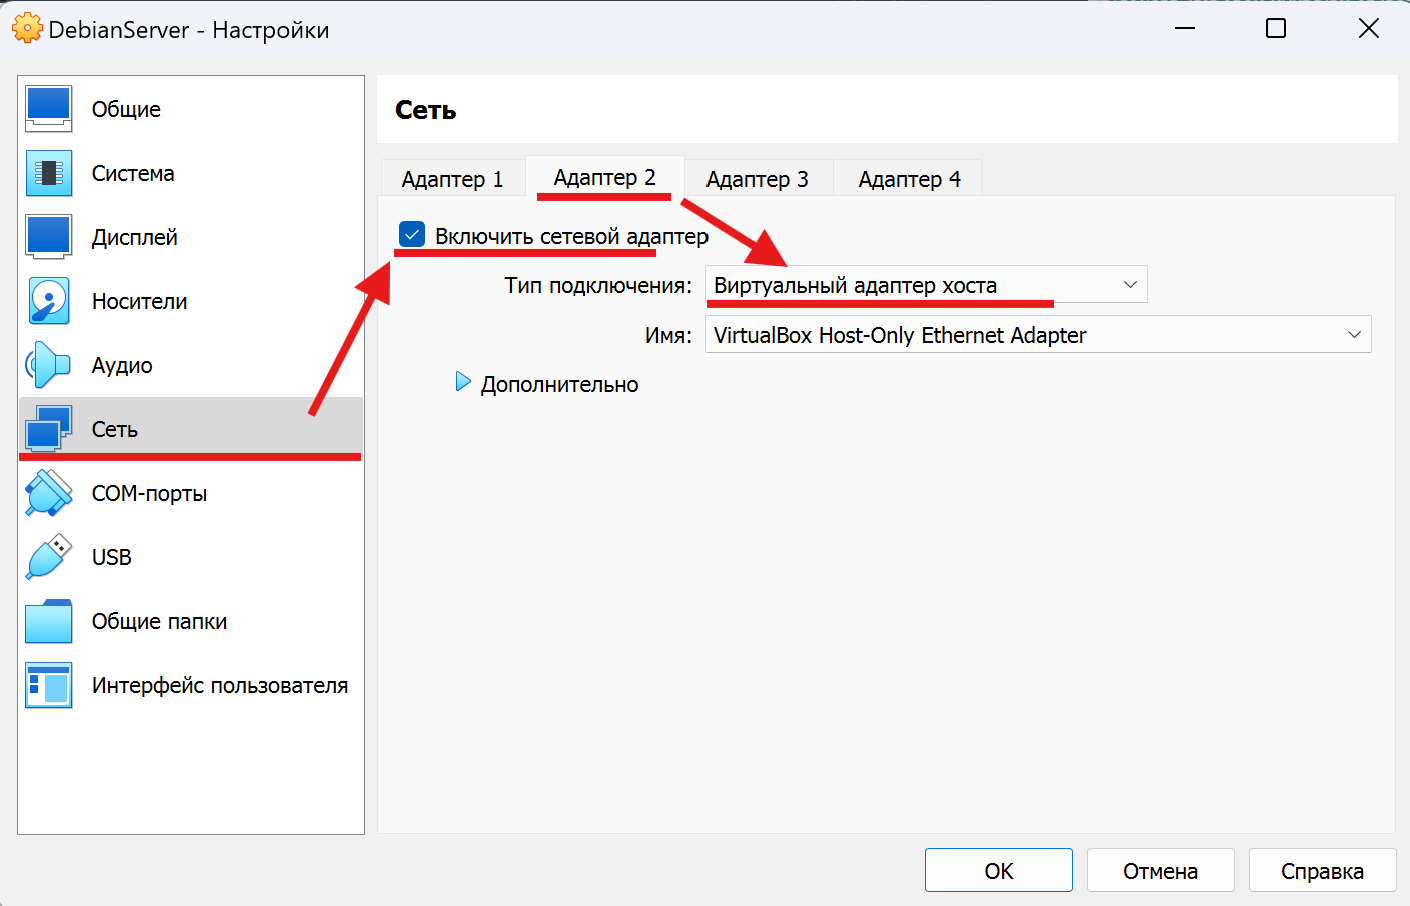 DebianServer - Настройки
Общие
Система
Дисплей
Носители
Аудио
Сеть
COM-порты
USB
Общие папки
Интерфейс пользователя
Сеть
Адаптер 1
Адаптер 2
Адаптер 3
Адаптер 4
Включить сетевой адаптер
Тип подключения: Виртуальный адаптер хоста
Имя: VirtualBox Host-Only Ethernet Adapter
Дополнительно
OK
Отмена
Справка